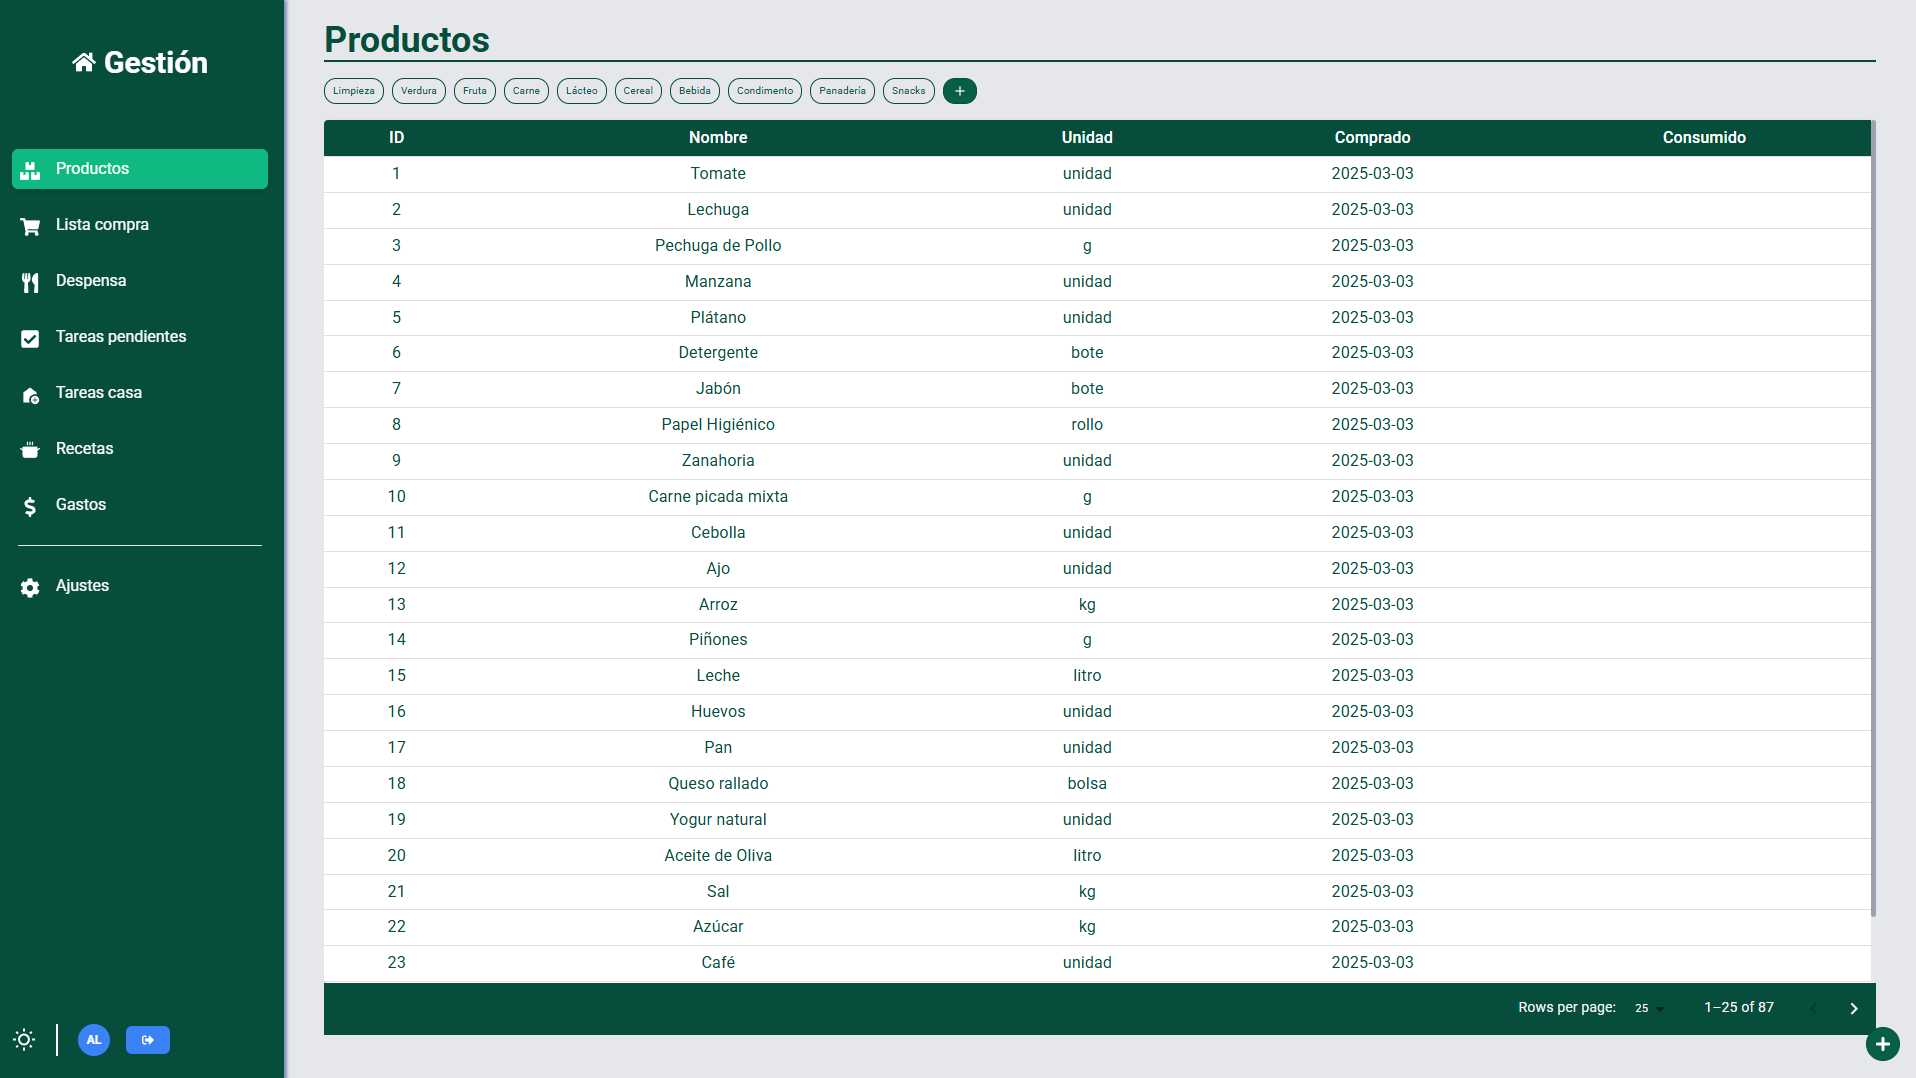 Gestión
Productos
Lista compra
Despensa
Tareas pendientes
Tareas casa
Recetas
Gastos
Ajustes
AL
Productos
Limpieza Verdura Fruta Carne Lácteo Cereal Bebida Condimento Panadería Snacks +
ID Nombre Unidad Comprado Consumido
1 Tomate unidad 2025-03-03
2 Lechuga unidad 2025-03-03
3 Pechuga de Pollo g 2025-03-03
4 Manzana unidad 2025-03-03
5 Plátano unidad 2025-03-03
6 Detergente bote 2025-03-03
7 Jabón bote 2025-03-03
8 Papel Higiénico rollo 2025-03-03
9 Zanahoria unidad 2025-03-03
10 Carne picada mixta g 2025-03-03
11 Cebolla unidad 2025-03-03
12 Ajo unidad 2025-03-03
13 Arroz kg 2025-03-03
14 Piñones g 2025-03-03
15 Leche litro 2025-03-03
16 Huevos unidad 2025-03-03
17 Pan unidad 2025-03-03
18 Queso rallado bolsa 2025-03-03
19 Yogur natural unidad 2025-03-03
20 Aceite de Oliva litro 2025-03-03
21 Sal kg 2025-03-03
22 Azúcar kg 2025-03-03
23 Café unidad 2025-03-03
Rows per page: 25 1–25 of 87